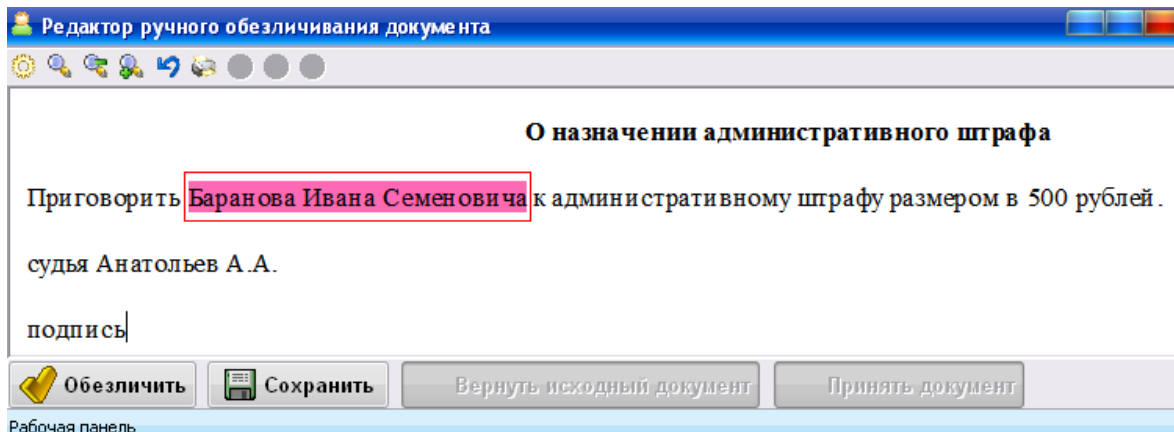 Редактор ручного обезличивания документа
О назначении административного штрафа
Приговорить Баранова Ивана Семеновича к административному штрафу размером в 500 рублей.
судья Анатольев А.А.
подпись
Обезличить Сохранить Вернуть исходный документ Принять документ
Рабочая панель